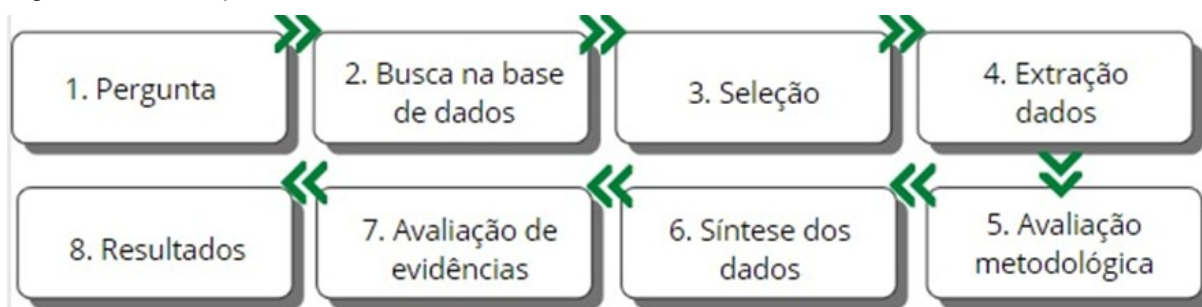 1. Pergunta
2. Busca na base
de dados
3. Seleção
4. Extração
dados
5. Avaliação
metodológica
6. Síntese dos
dados
7. Avaliação de
evidências
8. Resultados